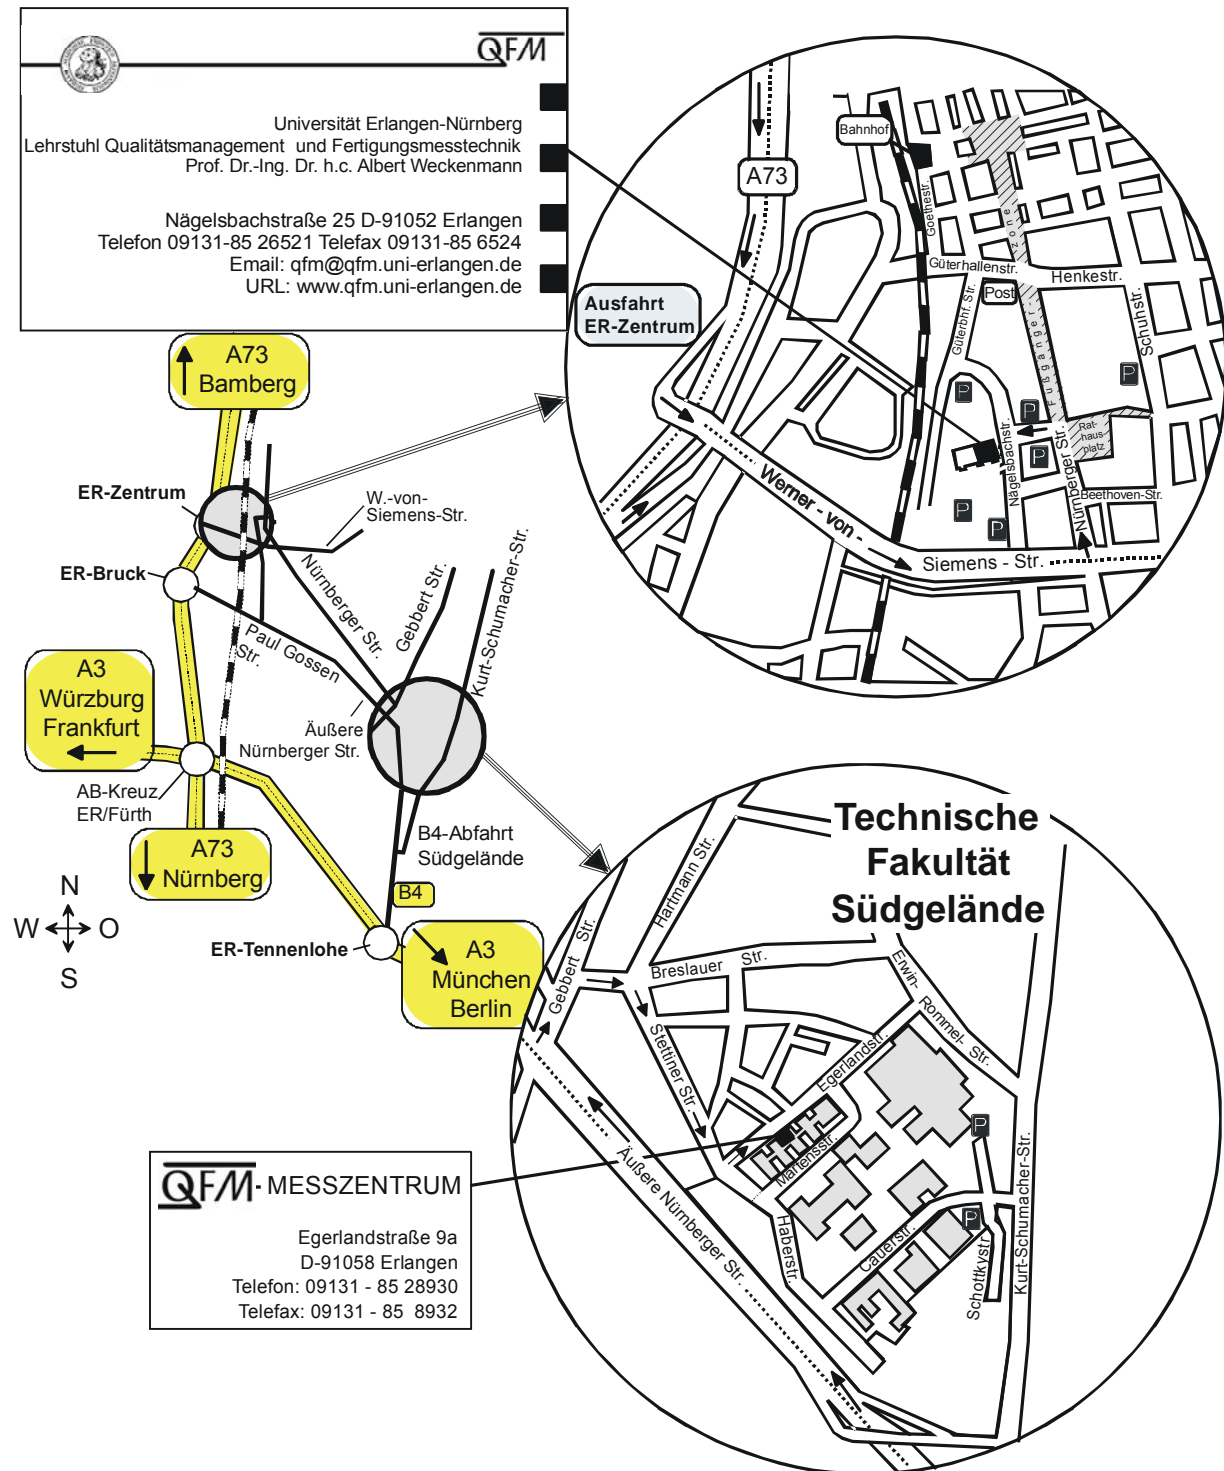 QFM
Universität Erlangen-Nürnberg
Lehrstuhl Qualitätsmanagement und Fertigungsmesstechnik
Prof. Dr.-Ing. Dr. h.c. Albert Weckenmann
Nägelsbachstraße 25 D-91052 Erlangen
Telefon 09131-85 26521 Telefax 09131-85 6524
Email: qfm@qfm.uni-erlangen.de
URL: www.qfm.uni-erlangen.de
Bahnhof
A73
Goethestr.
Güterhallenstr.
Henkestr.
Post
Ausfahrt
ER-Zentrum
Güterbhf. Str.
Fußgänger-
zone
Schuhstr.
P
P
P
P
P
P
Rat-
haus
platz
Nägelsbachstr.
Nürnberger Str.
Beethoven-Str.
Werner - von -
Siemens - Str.
A73
Bamberg
ER-Zentrum
W.-von-
Siemens-Str.
ER-Bruck
Nürnberger Str.
Gebbert Str.
Kurt-Schumacher-Str.
Paul Gossen
Str.
A3
Würzburg
Frankfurt
Äußere
Nürnberger Str.
AB-Kreuz
ER/Fürth
A73
Nürnberg
B4-Abfahrt
Südgelände
B4
N
W
O
S
ER-Tennenlohe
A3
München
Berlin
Technische
Fakultät
Südgelände
Hartmann Str.
Gebbert Str.
Breslauer Str.
Erwin-
Rommel- Str.
Stettiner Str.
Egerlandstr.
Martensstr.
P
Äußere Nürnberger Str.
Haberstr.
Cauerstr.
P
Schottkystr.
Kurt-Schumacher-Str.
QFM - MESSZENTRUM
Egerlandstraße 9a
D-91058 Erlangen
Telefon: 09131 - 85 28930
Telefax: 09131 - 85 8932